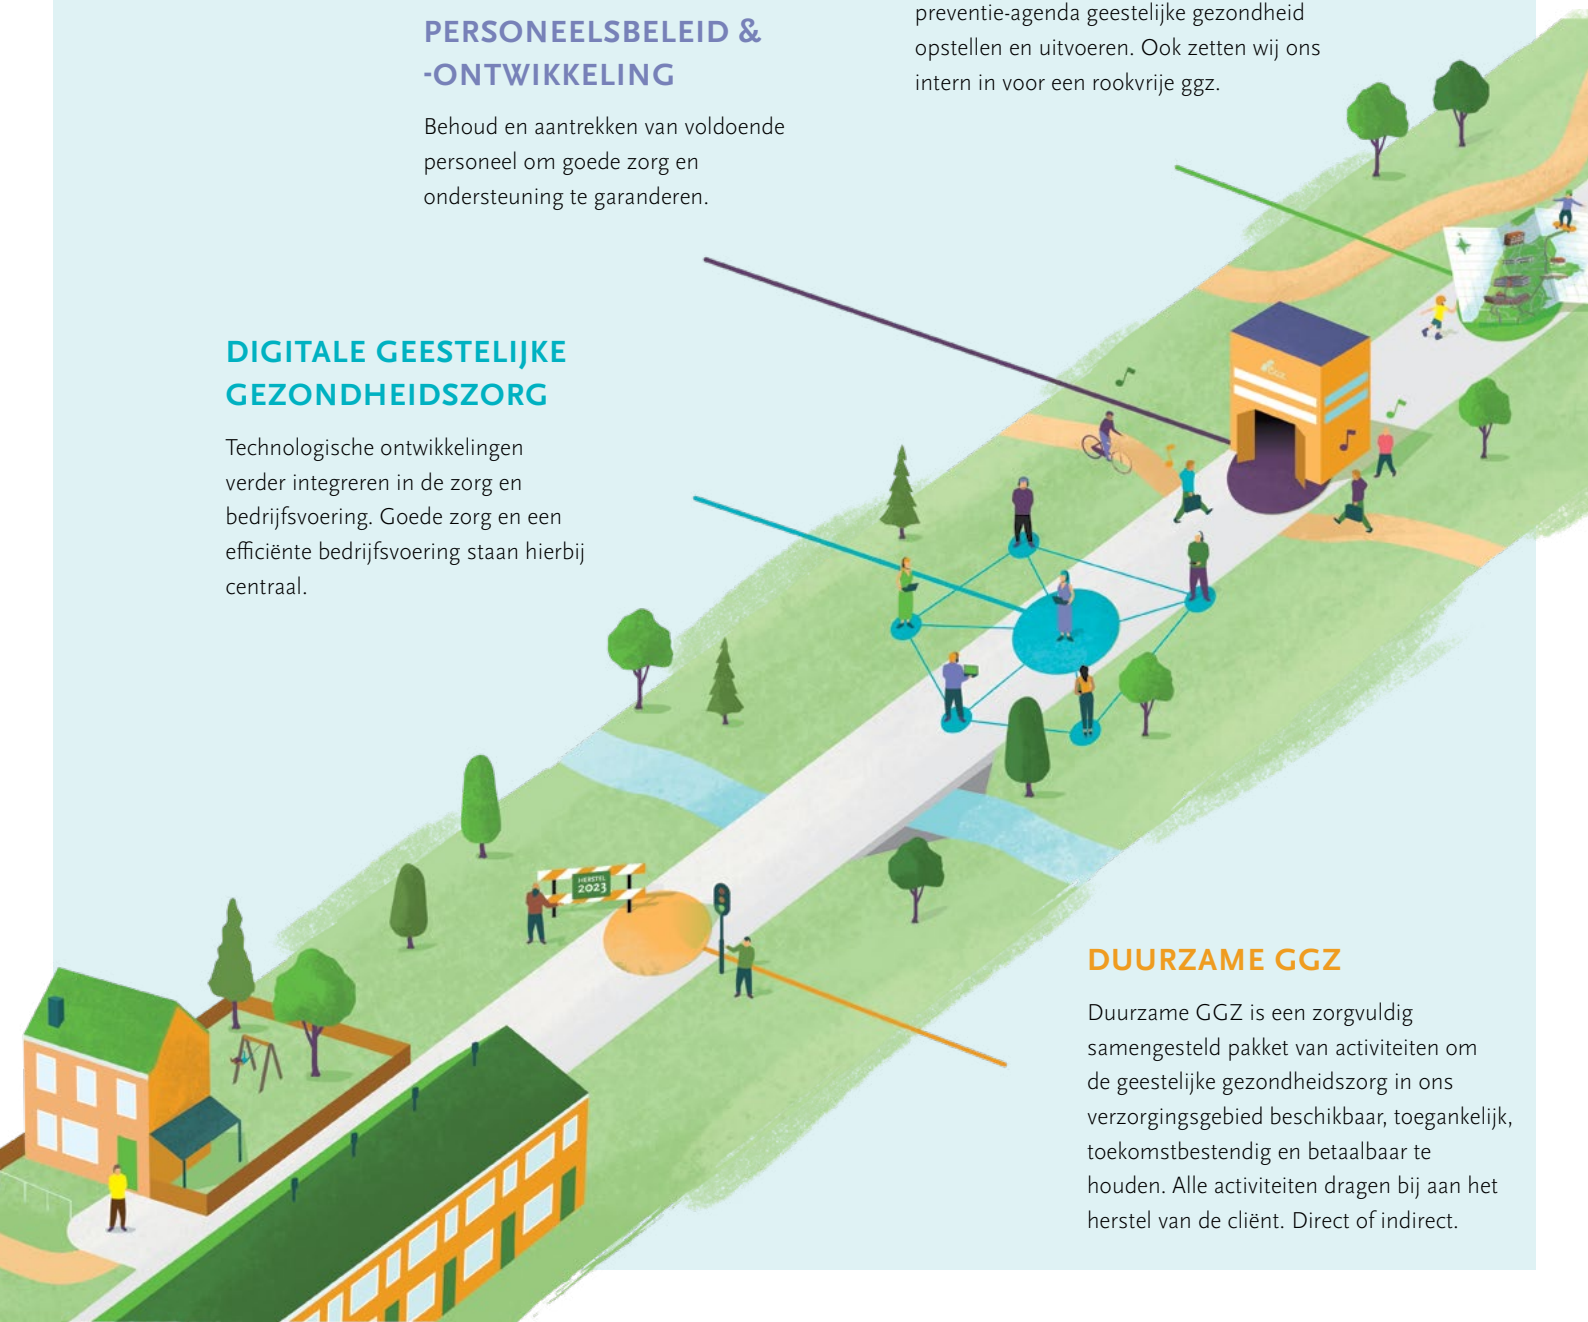 PERSONEELSBELEID &
-ONTWIKKELING
Behoud en aantrekken van voldoende
personeel om goede zorg en
ondersteuning te garanderen.
preventie-agenda geestelijke gezondheid
opstellen en uitvoeren. Ook zetten wij ons
intern in voor een rookvrije ggz.
DIGITALE GEESTELIJKE
GEZONDHEIDSZORG
Technologische ontwikkelingen
verder integreren in de zorg en
bedrijfsvoering. Goede zorg en een
efficiënte bedrijfsvoering staan hierbij
centraal.
HERSTEL
2023
DUURZAME GGZ
Duurzame GGZ is een zorgvuldig
samengesteld pakket van activiteiten om
de geestelijke gezondheidszorg in ons
verzorgingsgebied beschikbaar, toegankelijk,
toekomstbestendig en betaalbaar te
houden. Alle activiteiten dragen bij aan het
herstel van de cliënt. Direct of indirect.